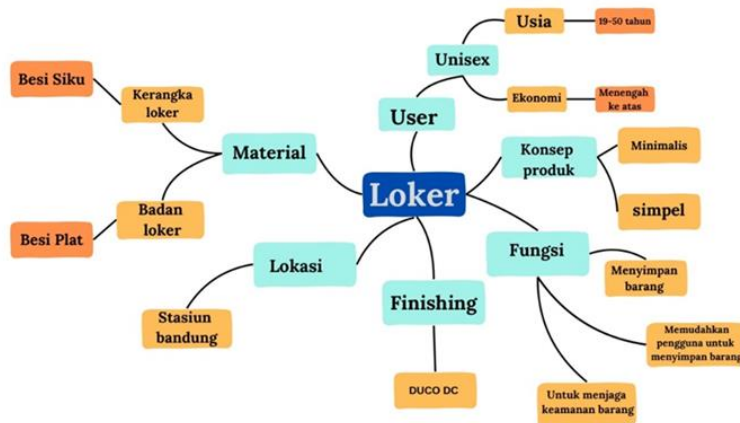 Loker
User
Unisex
Usia
19-50 tahun
Ekonomi
Menengah
ke atas
Konsep
produk
Minimalis
simpel
Fungsi
Menyimpan
barang
Memudahkan
pengguna untuk
menyimpan barang
Untuk menjaga
keamanan barang
Finishing
DUCO DC
Lokasi
Stasiun
bandung
Material
Kerangka
loker
Besi Siku
Badan
loker
Besi Plat